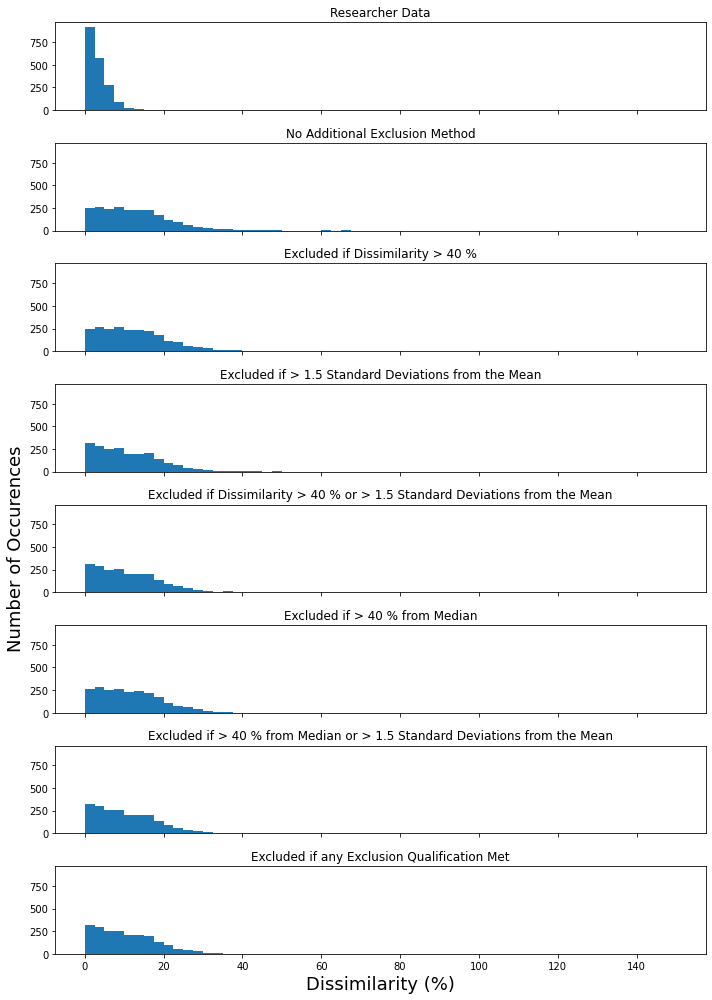 Researcher Data
750
500
250
0
No Additional Exclusion Method
750
500
250
0
Excluded if Dissimilarity > 40 %
750
500
250
0
Excluded if > 1.5 Standard Deviations from the Mean
750
500
250
0
Excluded if Dissimilarity > 40 % or > 1.5 Standard Deviations from the Mean
750
500
250
0
Excluded if > 40 % from Median
750
500
250
0
Excluded if > 40 % from Median or > 1.5 Standard Deviations from the Mean
750
500
250
0
Excluded if any Exclusion Qualification Met
750
500
250
0
0 20 40 60 80 100 120 140
Dissimilarity (%)
Number of Occurences